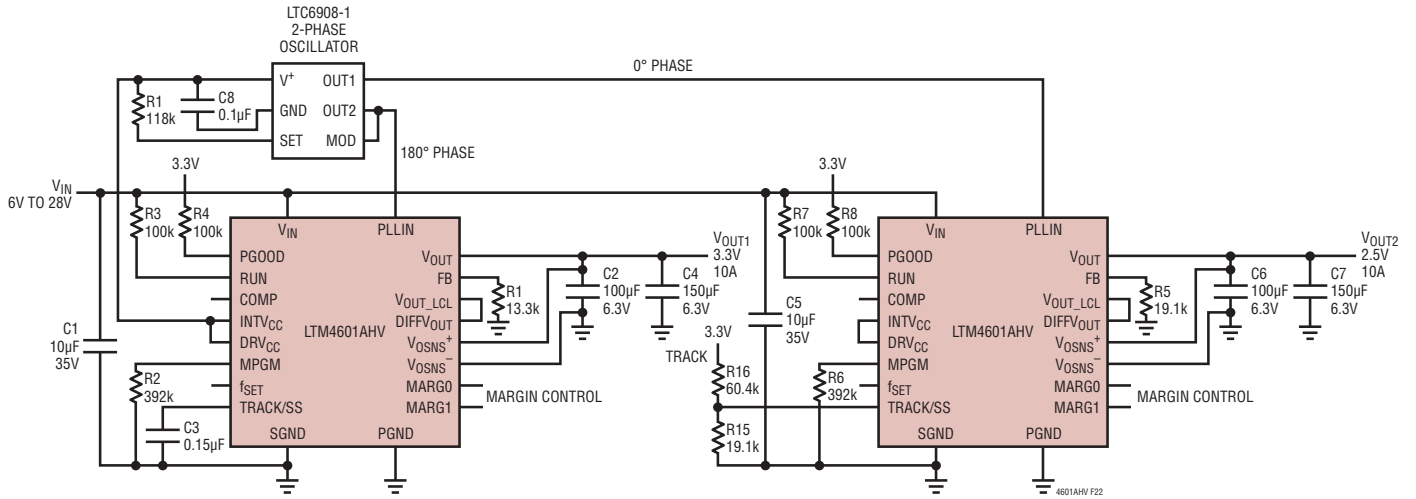 LTC6908-1
2-PHASE
OSCILLATOR
V+ OUT1
GND OUT2
SET MOD
R1
118k
C8
0.1µF
0° PHASE
180° PHASE
3.3V
3.3V
VIN
6V TO 28V
R3
100k
R4
100k
VIN PLLIN
PGOOD
RUN
COMP
INTVCC
DRVCC
MPGM
fSET
TRACK/SS
SGND PGND
LTM4601AHV
VOUT
FB
VOUT_LCL
DIFFVOUT
VOSNS+
VOSNS–
MARG0
MARG1
C1
10µF
35V
R2
392k
C3
0.15µF
R1
13.3k
C2
100µF
6.3V
C4
150µF
6.3V
VOUT1
3.3V
10A
MARGIN CONTROL
R7
100k
R8
100k
C5
10µF
35V
3.3V
TRACK
R16
60.4k
R15
19.1k
R6
392k
VIN PLLIN
PGOOD
RUN
COMP
INTVCC
DRVCC
MPGM
fSET
TRACK/SS
SGND PGND
LTM4601AHV
VOUT
FB
VOUT_LCL
DIFFVOUT
VOSNS+
VOSNS–
MARG0
MARG1
R5
19.1k
C6
100µF
6.3V
C7
150µF
6.3V
VOUT2
2.5V
10A
MARGIN CONTROL
4601AHV F22